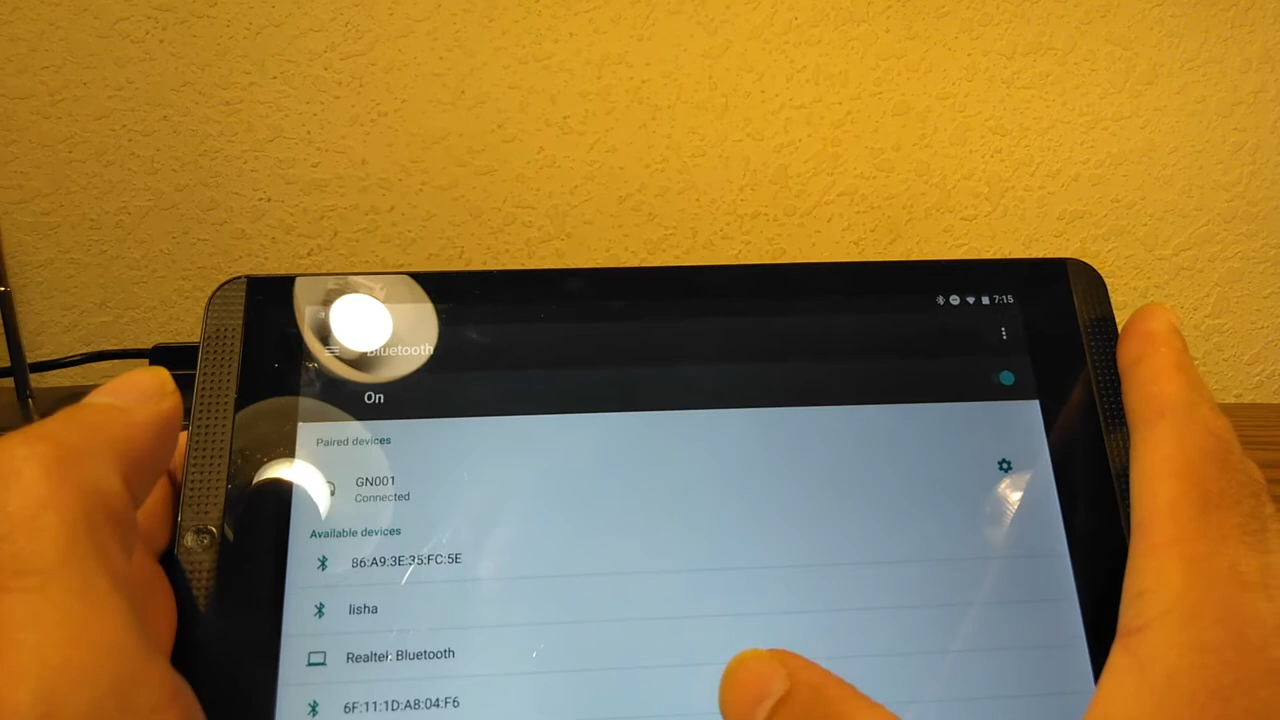 7:15
Bluetooth
On
Paired devices
GN001
Connected
Available devices
86:A9:3E:35:FC:5E
lisha
Realtek Bluetooth
6F:11:1D:A8:04:F6